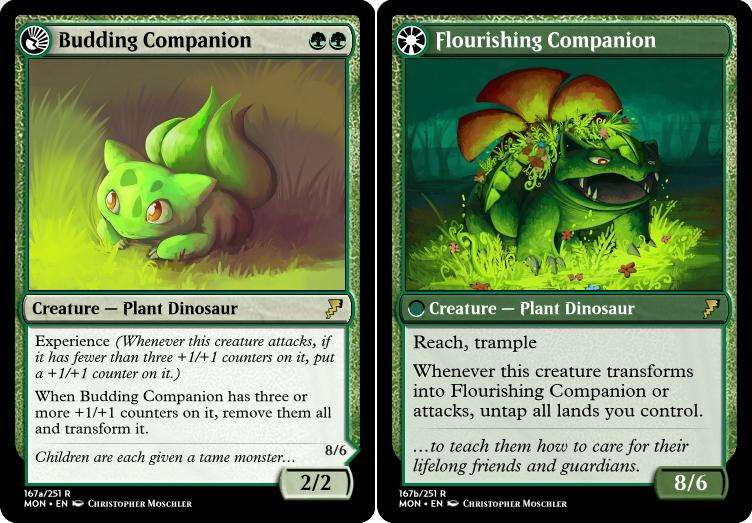 Budding Companion
Creature — Plant Dinosaur
Experience (Whenever this creature attacks, if
it has fewer than three +1/+1 counters on it, put
a +1/+1 counter on it.)
When Budding Companion has three or
more +1/+1 counters on it, remove them all
and transform it.
Children are each given a tame monster...
8/6
2/2
167a/251 R
MON • EN Christopher Moschler
Flourishing Companion
Creature — Plant Dinosaur
Reach, trample
Whenever this creature transforms
into Flourishing Companion or
attacks, untap all lands you control.
...to teach them how to care for their
lifelong friends and guardians.
8/6
167b/251 R
MON • EN Christopher Moschler